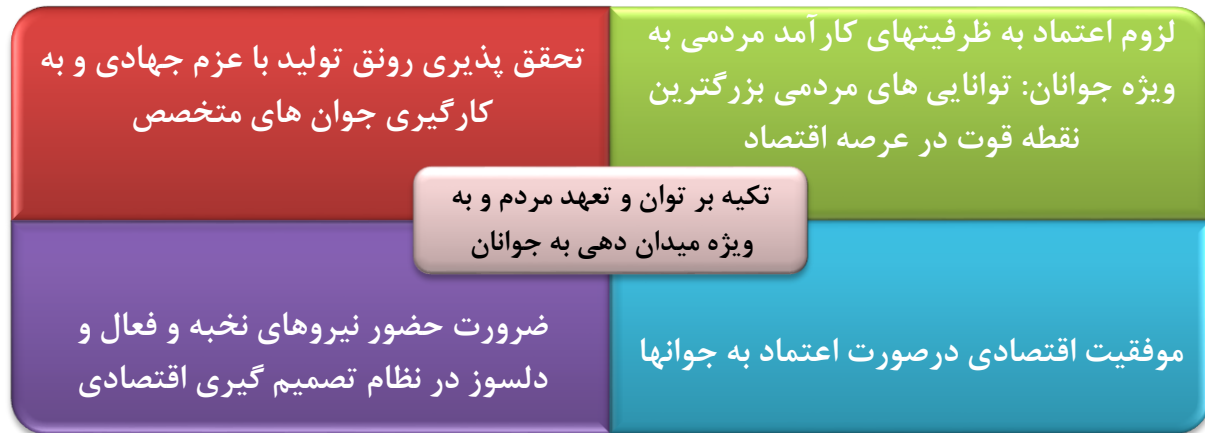 لزوم اعتماد به ظرفیتهای کارآمد مردمی به
ویژه جوانان: توانایی های مردمی بزرگترین
نقطه قوت در عرصه اقتصاد
تحقق پذیری رونق تولید با عزم جهادی و به
کارگیری جوان های متخصص
تکیه بر توان و تعهد مردم و به
ویژه میدان دهی به جوانان
موفقیت اقتصادی درصورت اعتماد به جوانها
ضرورت حضور نیروهای نخبه و فعال و
دلسوز در نظام تصمیم گیری اقتصادی